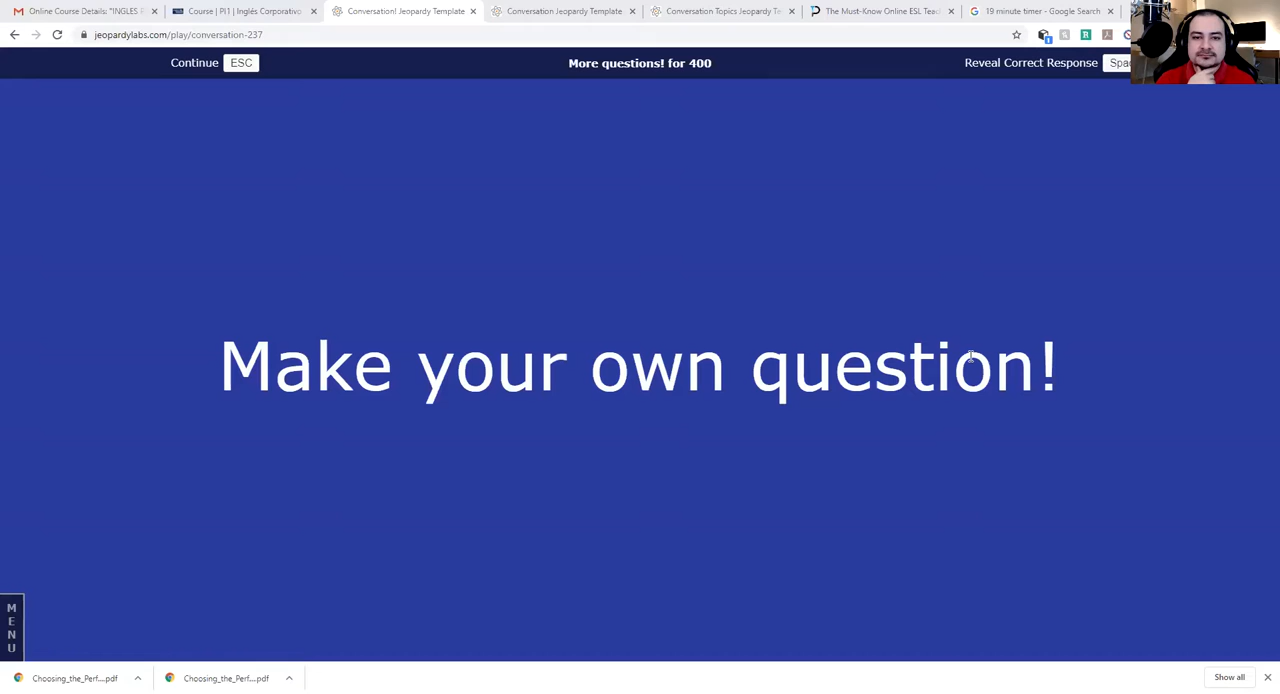 Online Course Details: "INGLES F
Course | PI1 | Inglés Corporativo
Conversation! Jeopardy Template
Conversation Jeopardy Template
Conversation Topics Jeopardy Te
The Must-Know Online ESL Teac
19 minute timer - Google Search
jeopardylabs.com/play/conversation-237
Continue ESC
More questions! for 400
Reveal Correct Response Spac
Make your own question!
MENU
Choosing_the_Perf....pdf
Choosing_the_Perf....pdf
Show all